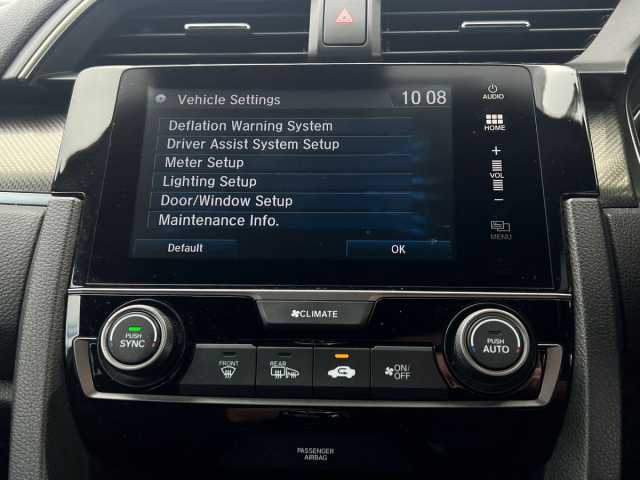 Vehicle Settings
10 08
AUDIO
Deflation Warning System
HOME
Driver Assist System Setup
Meter Setup
+
VOL
−
Lighting Setup
Door/Window Setup
Maintenance Info.
MENU
Default
OK
CLIMATE
PUSH
SYNC
FRONT
REAR
ON/
OFF
PUSH
AUTO
PASSENGER
AIRBAG